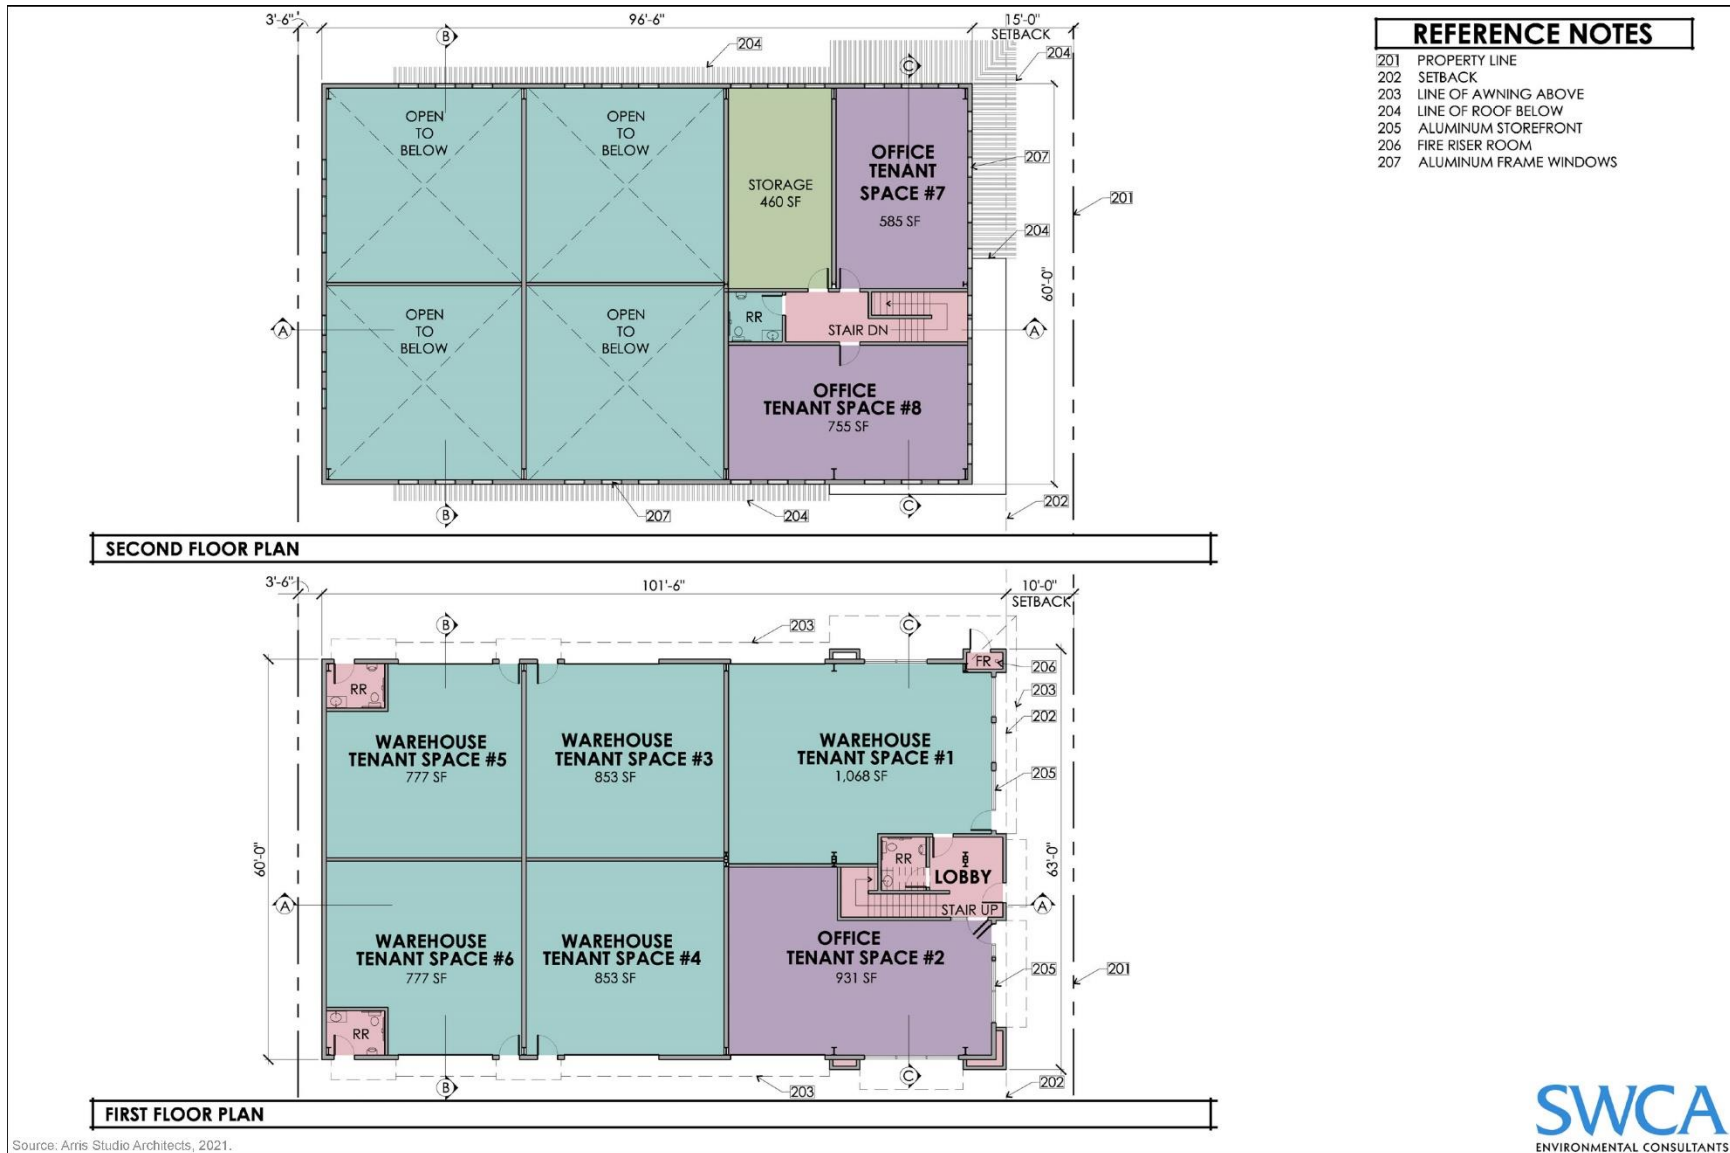 3'-6"
96'-6"
15'-0"
SETBACK
B
204
C
204
OPEN
TO
BELOW
OPEN
TO
BELOW
STORAGE
460 SF
OFFICE
TENANT
SPACE #7
585 SF
207
201
204
60'-0"
A
OPEN
TO
BELOW
OPEN
TO
BELOW
RR
STAIR DN
A
OFFICE
TENANT SPACE #8
755 SF
B
207
204
C
202
SECOND FLOOR PLAN
3'-6"
101'-6"
10'-0"
SETBACK
B
203
C
RR
FR
206
203
202
WAREHOUSE
TENANT SPACE #5
777 SF
WAREHOUSE
TENANT SPACE #3
853 SF
WAREHOUSE
TENANT SPACE #1
1,068 SF
205
60'-0"
63'-0"
RR
LOBBY
A
STAIR UP
A
WAREHOUSE
TENANT SPACE #6
777 SF
WAREHOUSE
TENANT SPACE #4
853 SF
OFFICE
TENANT SPACE #2
931 SF
205
201
RR
B
203
C
202
FIRST FLOOR PLAN
REFERENCE NOTES
201 PROPERTY LINE
202 SETBACK
203 LINE OF AWNING ABOVE
204 LINE OF ROOF BELOW
205 ALUMINUM STOREFRONT
206 FIRE RISER ROOM
207 ALUMINUM FRAME WINDOWS
Source: Arris Studio Architects, 2021.
SWCA
ENVIRONMENTAL CONSULTANTS